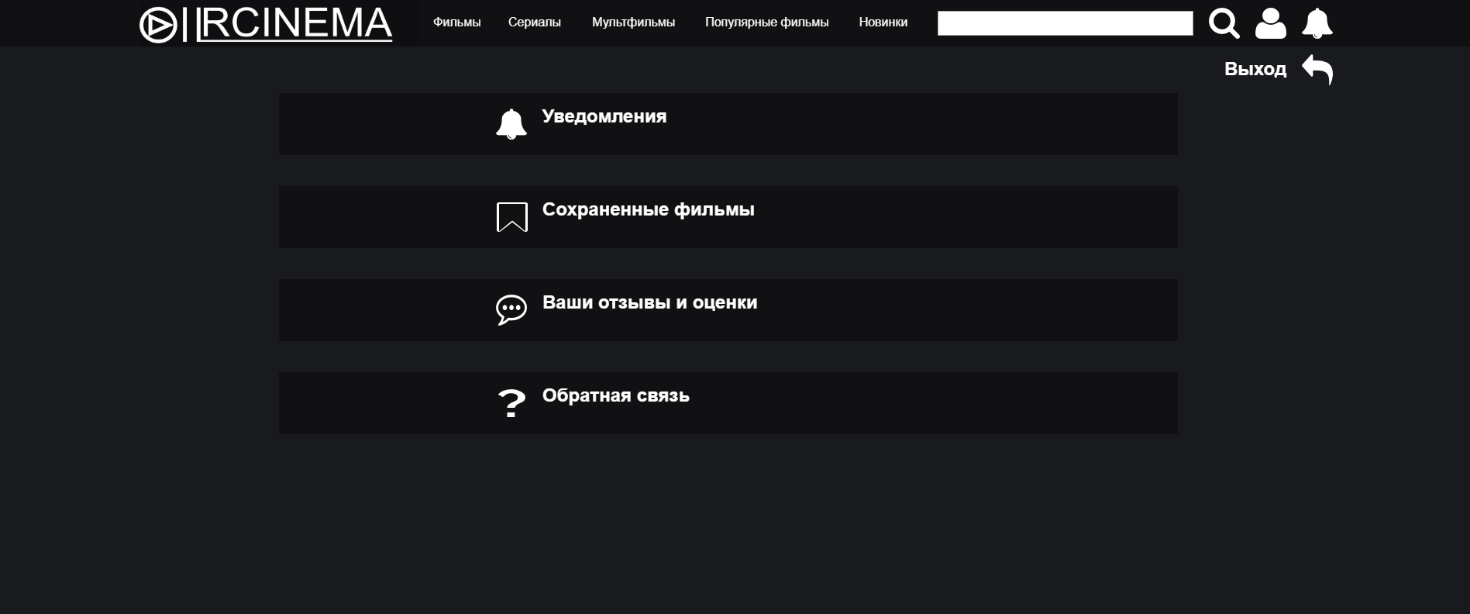 IRCINEMA
Фильмы Сериалы Мультфильмы Популярные фильмы Новинки
Выход
Уведомления
Сохраненные фильмы
Ваши отзывы и оценки
? Обратная связь